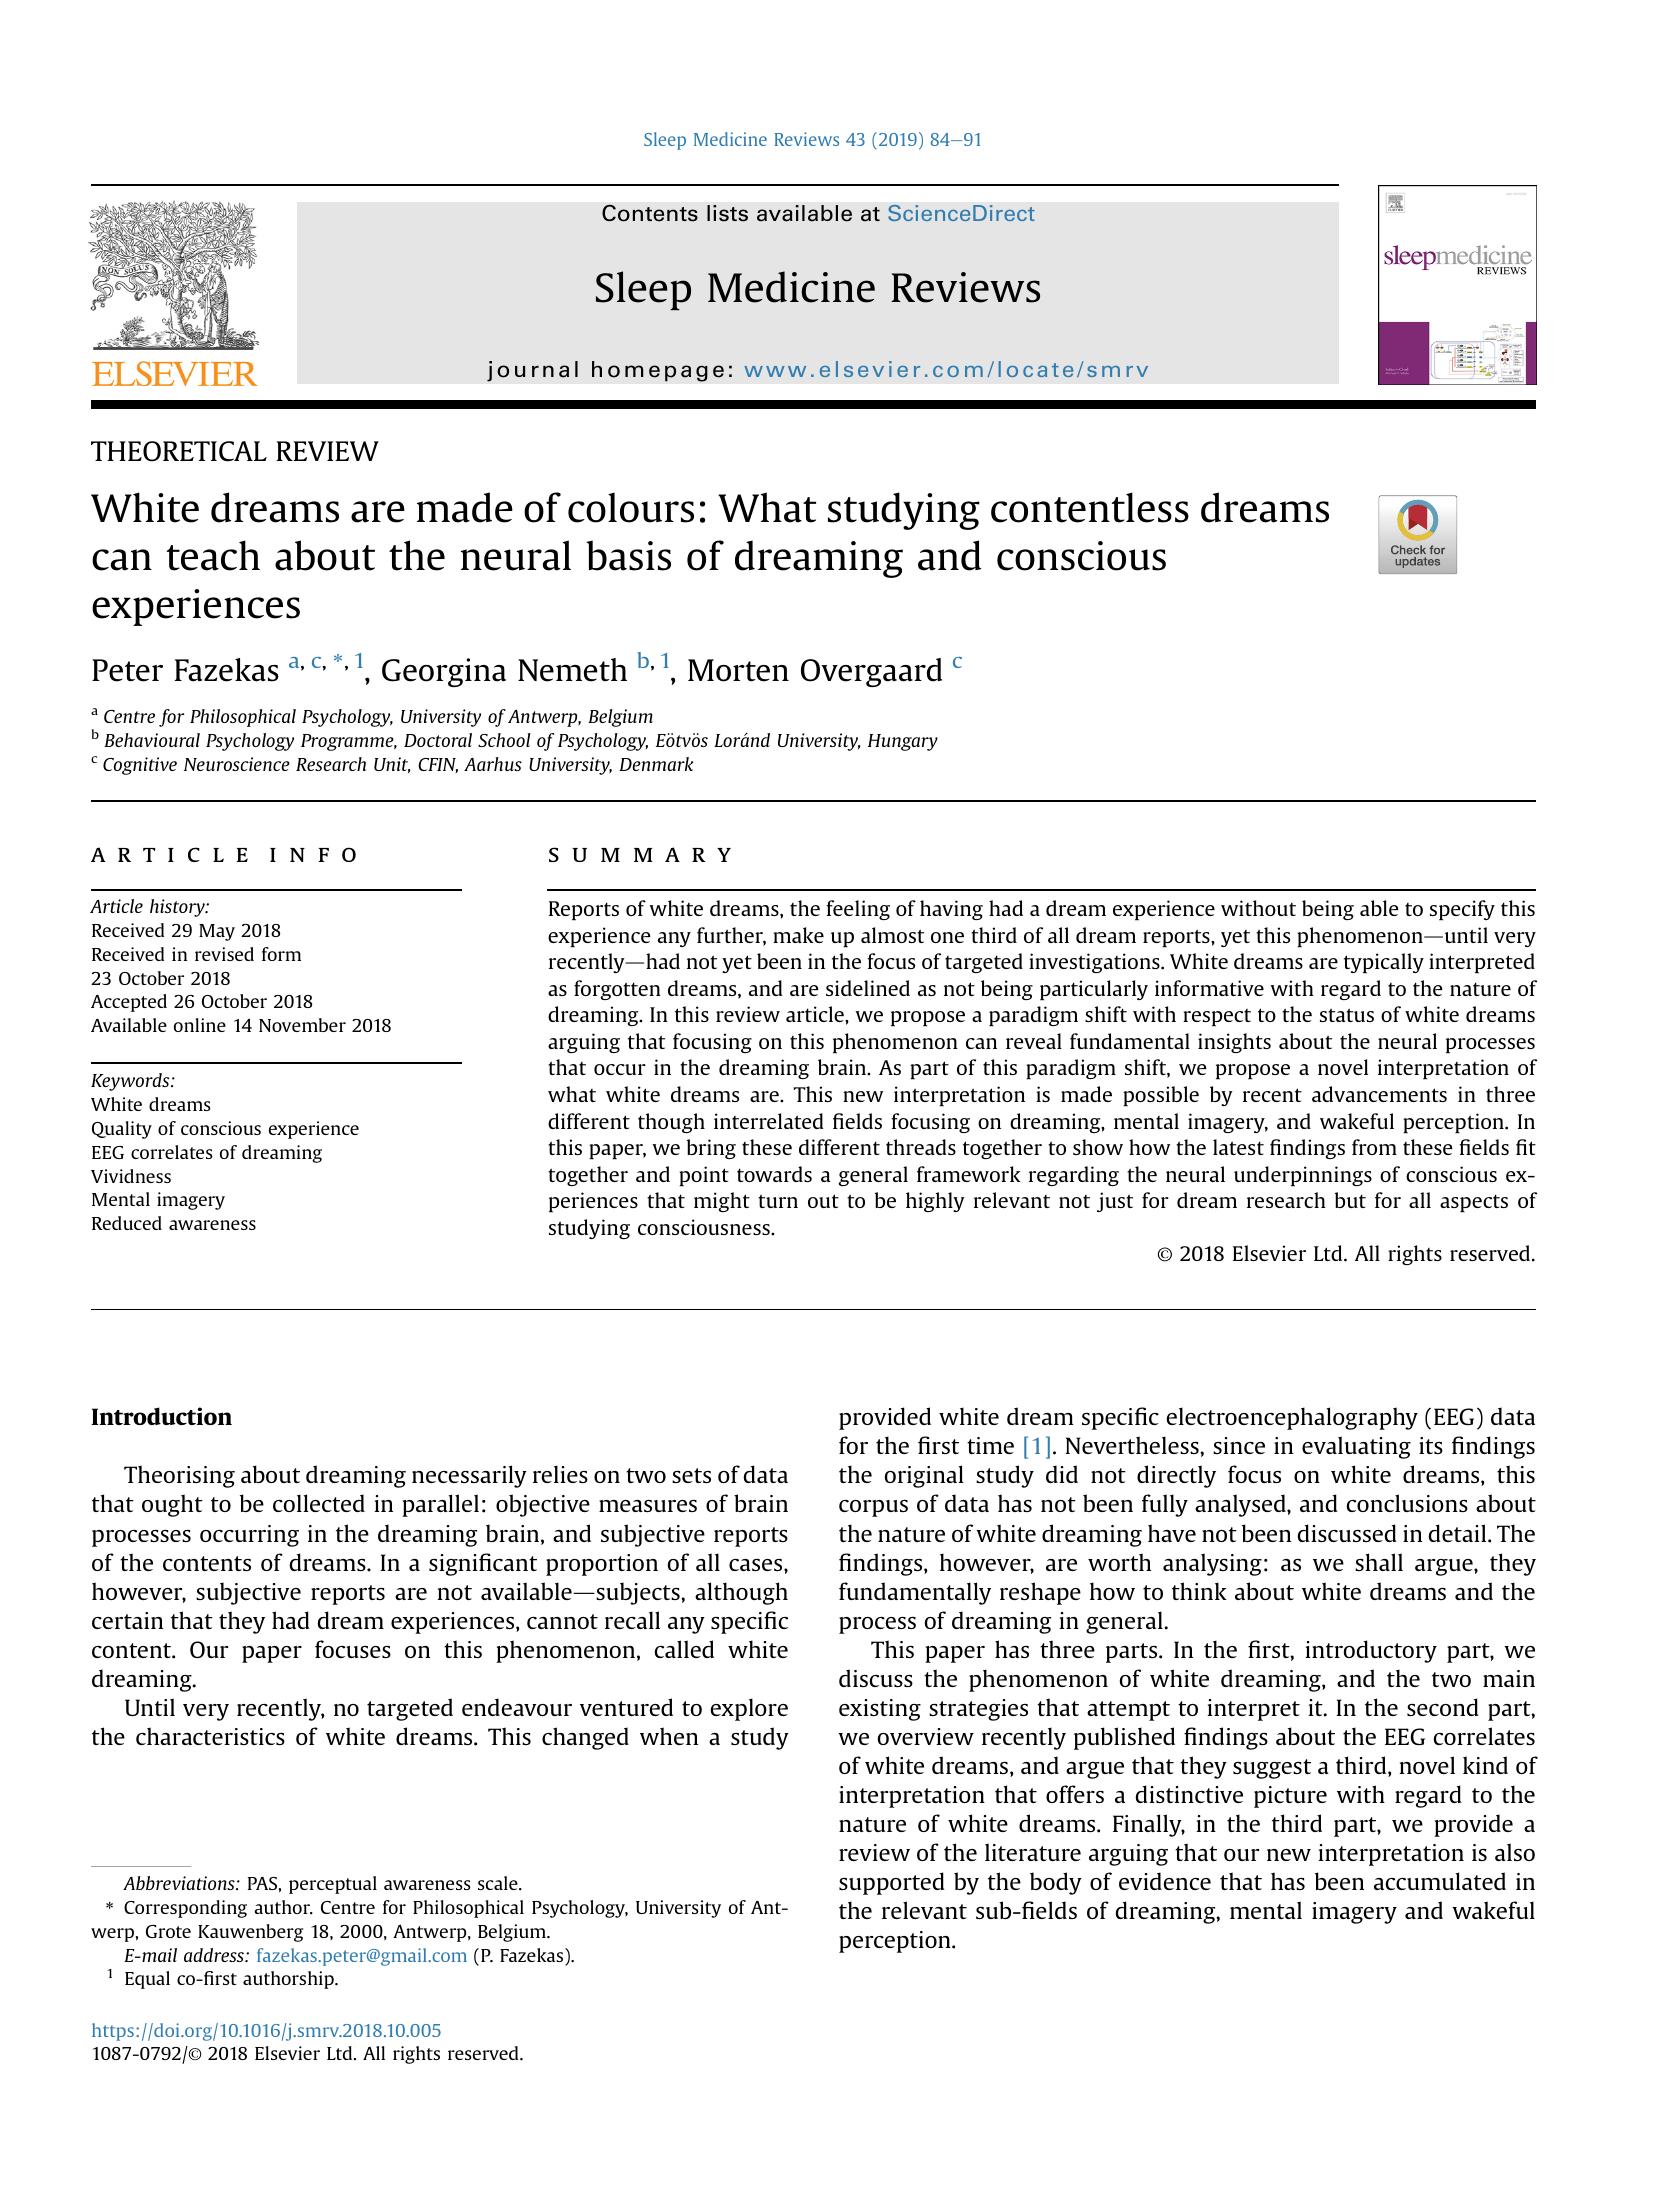 Sleep Medicine Reviews 43 (2019) 84–91
Contents lists available at ScienceDirect
Sleep Medicine Reviews
journal homepage: www.elsevier.com/locate/smrv
NON SOLUS
ELSEVIER
sleepmedicine
REVIEWS
THEORETICAL REVIEW
White dreams are made of colours: What studying contentless dreams
can teach about the neural basis of dreaming and conscious
experiences
Check for
updates
Peter Fazekas a, c, *, 1, Georgina Nemeth b, 1, Morten Overgaard c
a Centre for Philosophical Psychology, University of Antwerp, Belgium
b Behavioural Psychology Programme, Doctoral School of Psychology, Eötvös Loránd University, Hungary
c Cognitive Neuroscience Research Unit, CFIN, Aarhus University, Denmark
ARTICLE INFO
Article history:
Received 29 May 2018
Received in revised form
23 October 2018
Accepted 26 October 2018
Available online 14 November 2018
Keywords:
White dreams
Quality of conscious experience
EEG correlates of dreaming
Vividness
Mental imagery
Reduced awareness
SUMMARY
Reports of white dreams, the feeling of having had a dream experience without being able to specify this
experience any further, make up almost one third of all dream reports, yet this phenomenon—until very
recently—had not yet been in the focus of targeted investigations. White dreams are typically interpreted
as forgotten dreams, and are sidelined as not being particularly informative with regard to the nature of
dreaming. In this review article, we propose a paradigm shift with respect to the status of white dreams
arguing that focusing on this phenomenon can reveal fundamental insights about the neural processes
that occur in the dreaming brain. As part of this paradigm shift, we propose a novel interpretation of
what white dreams are. This new interpretation is made possible by recent advancements in three
different though interrelated fields focusing on dreaming, mental imagery, and wakeful perception. In
this paper, we bring these different threads together to show how the latest findings from these fields fit
together and point towards a general framework regarding the neural underpinnings of conscious ex-
periences that might turn out to be highly relevant not just for dream research but for all aspects of
studying consciousness.
© 2018 Elsevier Ltd. All rights reserved.
Introduction
Theorising about dreaming necessarily relies on two sets of data
that ought to be collected in parallel: objective measures of brain
processes occurring in the dreaming brain, and subjective reports
of the contents of dreams. In a significant proportion of all cases,
however, subjective reports are not available—subjects, although
certain that they had dream experiences, cannot recall any specific
content. Our paper focuses on this phenomenon, called white
dreaming.
Until very recently, no targeted endeavour ventured to explore
the characteristics of white dreams. This changed when a study
provided white dream specific electroencephalography (EEG) data
for the first time [1]. Nevertheless, since in evaluating its findings
the original study did not directly focus on white dreams, this
corpus of data has not been fully analysed, and conclusions about
the nature of white dreaming have not been discussed in detail. The
findings, however, are worth analysing: as we shall argue, they
fundamentally reshape how to think about white dreams and the
process of dreaming in general.
This paper has three parts. In the first, introductory part, we
discuss the phenomenon of white dreaming, and the two main
existing strategies that attempt to interpret it. In the second part,
we overview recently published findings about the EEG correlates
of white dreams, and argue that they suggest a third, novel kind of
interpretation that offers a distinctive picture with regard to the
nature of white dreams. Finally, in the third part, we provide a
review of the literature arguing that our new interpretation is also
supported by the body of evidence that has been accumulated in
the relevant sub-fields of dreaming, mental imagery and wakeful
perception.
Abbreviations: PAS, perceptual awareness scale.
* Corresponding author. Centre for Philosophical Psychology, University of Ant-
werp, Grote Kauwenberg 18, 2000, Antwerp, Belgium.
E-mail address: fazekas.peter@gmail.com (P. Fazekas).
1 Equal co-first authorship.
https://doi.org/10.1016/j.smrv.2018.10.005
1087-0792/© 2018 Elsevier Ltd. All rights reserved.